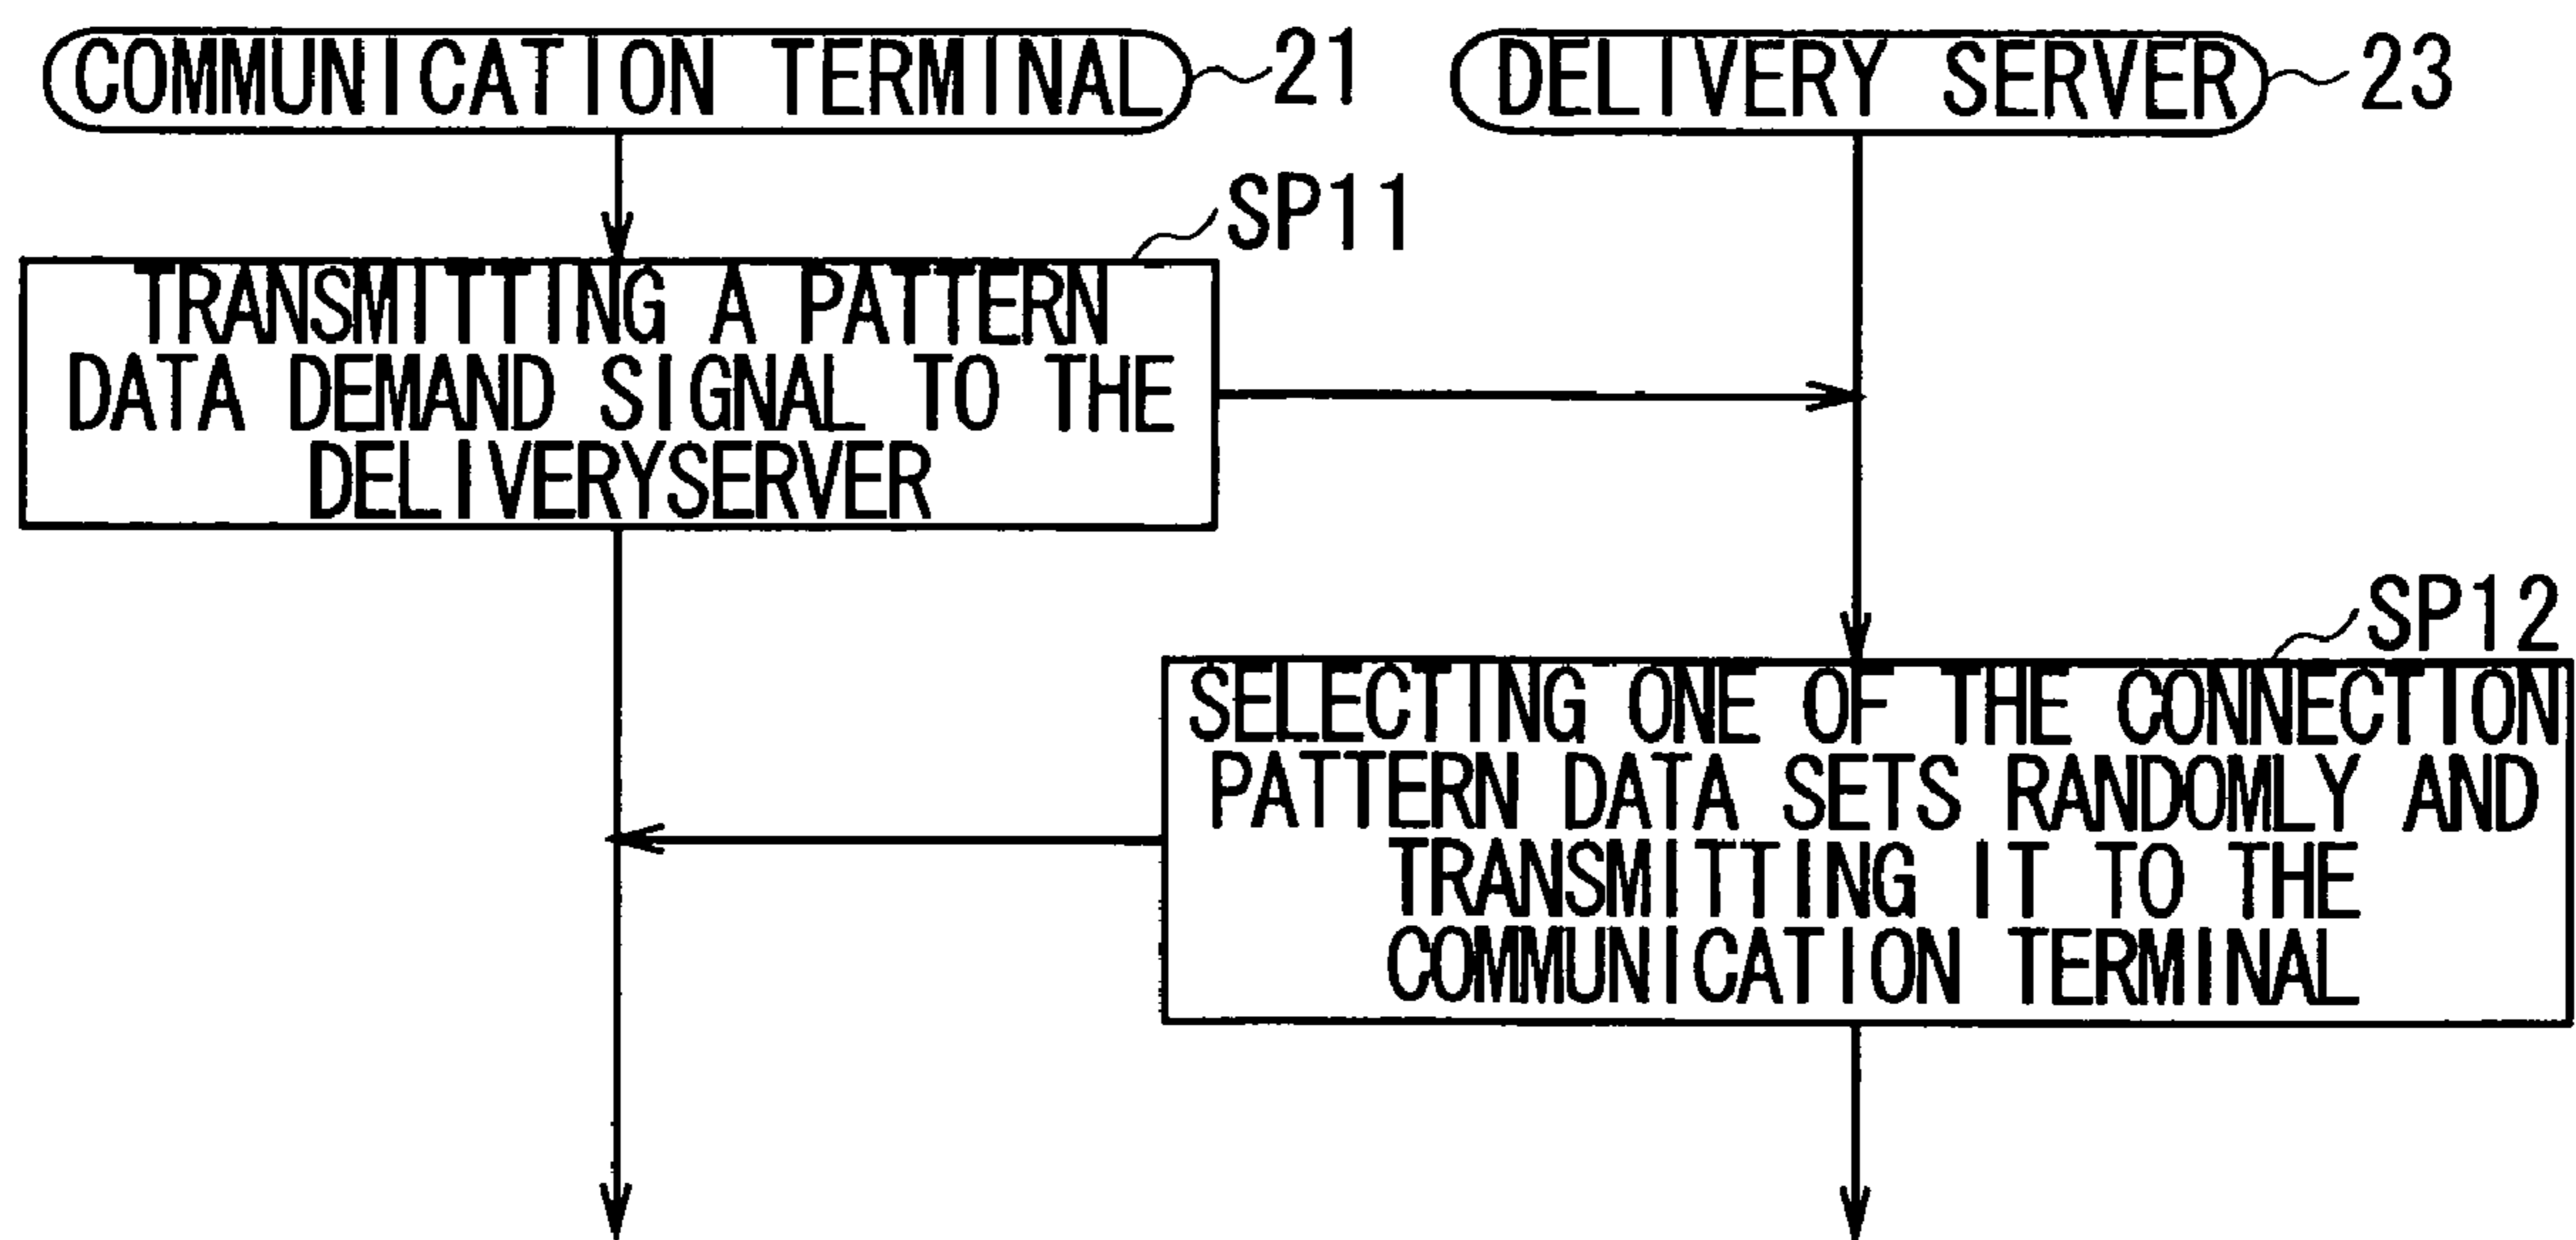 COMMUNICATION TERMINAL 21
DELIVERY SERVER 23
SP11
TRANSMITTING A PATTERN
DATA DEMAND SIGNAL TO THE
DELIVERYSERVER
SP12
SELECTING ONE OF THE CONNECTION
PATTERN DATA SETS RANDOMLY AND
TRANSMITTING IT TO THE
COMMUNICATION TERMINAL